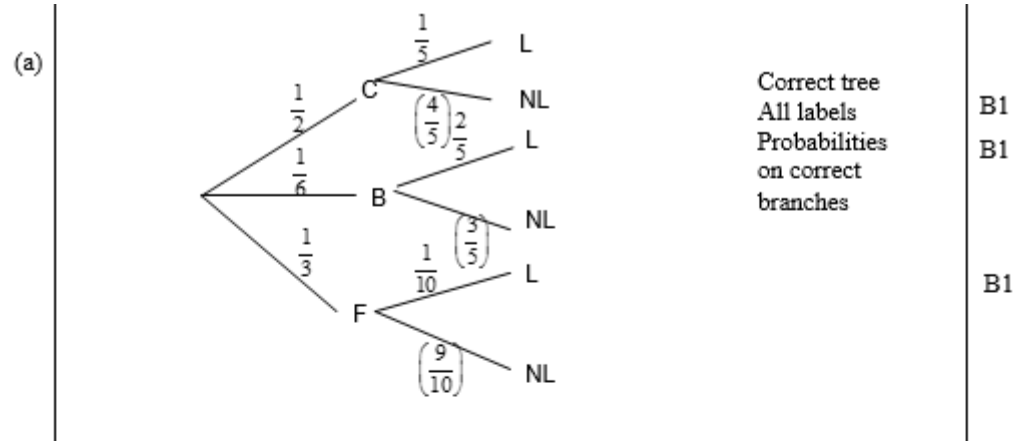 (a)
1/2
C
1/5
L
(4/5)
NL
1/6
B
2/5
L
(3/5)
NL
1/3
F
1/10
L
(9/10)
NL
Correct tree
All labels
Probabilities
on correct
branches
B1
B1
B1